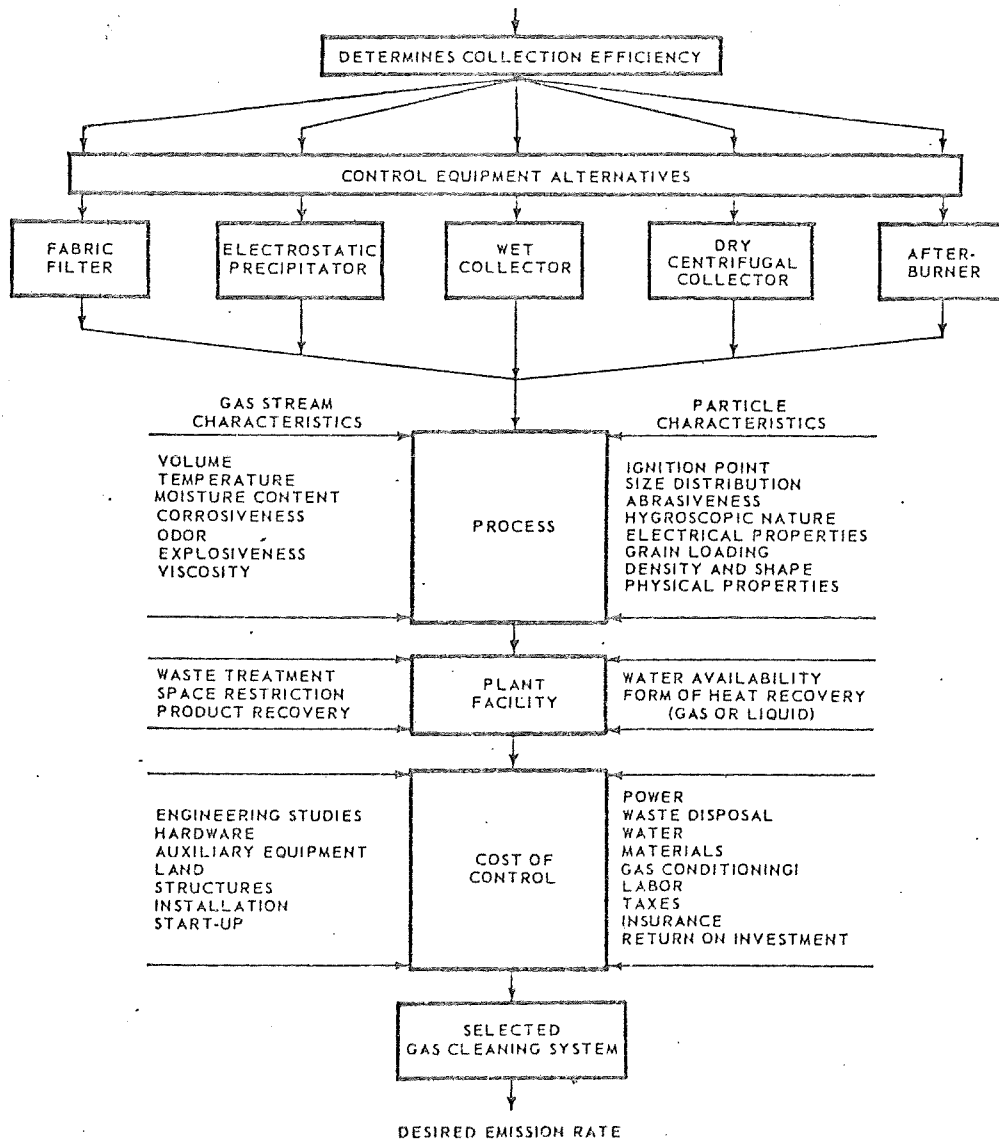 DETERMINES COLLECTION EFFICIENCY
CONTROL EQUIPMENT ALTERNATIVES
FABRIC
FILTER
ELECTROSTATIC
PRECIPITATOR
WET
COLLECTOR
DRY
CENTRIFUGAL
COLLECTOR
AFTER-
BURNER
GAS STREAM
CHARACTERISTICS
VOLUME
TEMPERATURE
MOISTURE CONTENT
CORROSIVENESS
ODOR
EXPLOSIVENESS
VISCOSITY
PROCESS
PARTICLE
CHARACTERISTICS
IGNITION POINT
SIZE DISTRIBUTION
ABRASIVENESS
HYGROSCOPIC NATURE
ELECTRICAL PROPERTIES
GRAIN LOADING
DENSITY AND SHAPE
PHYSICAL PROPERTIES
WASTE TREATMENT
SPACE RESTRICTION
PRODUCT RECOVERY
PLANT
FACILITY
WATER AVAILABILITY
FORM OF HEAT RECOVERY
(GAS OR LIQUID)
ENGINEERING STUDIES
HARDWARE
AUXILIARY EQUIPMENT
LAND
STRUCTURES
INSTALLATION
START-UP
COST OF
CONTROL
POWER
WASTE DISPOSAL
WATER
MATERIALS
GAS CONDITIONINGI
LABOR
TAXES
INSURANCE
RETURN ON INVESTMENT
SELECTED
GAS CLEANING SYSTEM
DESIRED EMISSION RATE